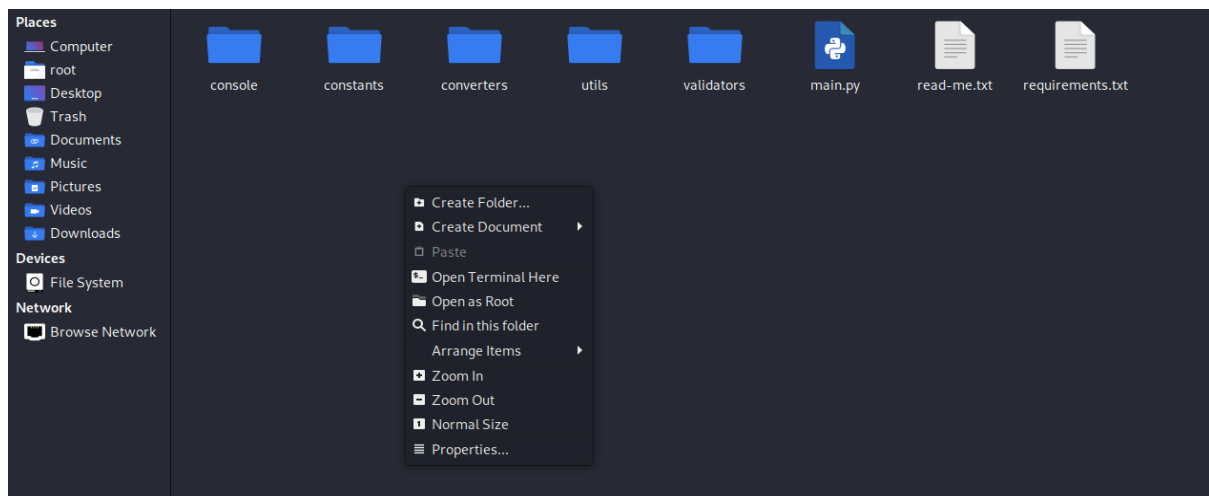 Places
Computer
root
Desktop
Trash
Documents
Music
Pictures
Videos
Downloads
Devices
File System
Network
Browse Network
console
constants
converters
utils
validators
main.py
read-me.txt
requirements.txt
Create Folder...
Create Document
Paste
Open Terminal Here
Open as Root
Find in this folder
Arrange Items
Zoom In
Zoom Out
Normal Size
Properties...